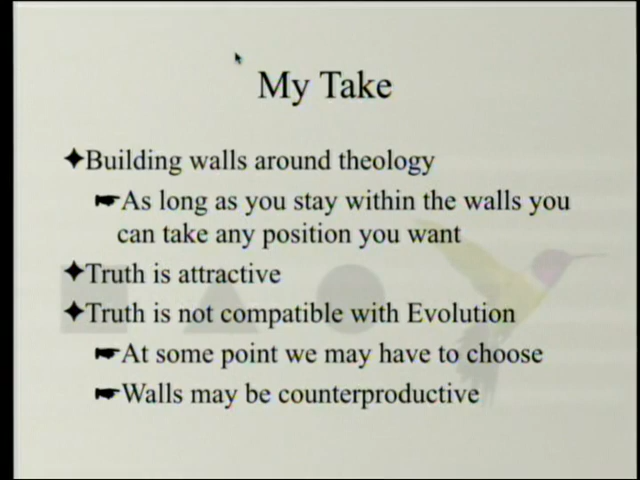 My Take
✦Building walls around theology
☛As long as you stay within the walls you
can take any position you want
✦Truth is attractive
✦Truth is not compatible with Evolution
☛At some point we may have to choose
☛Walls may be counterproductive